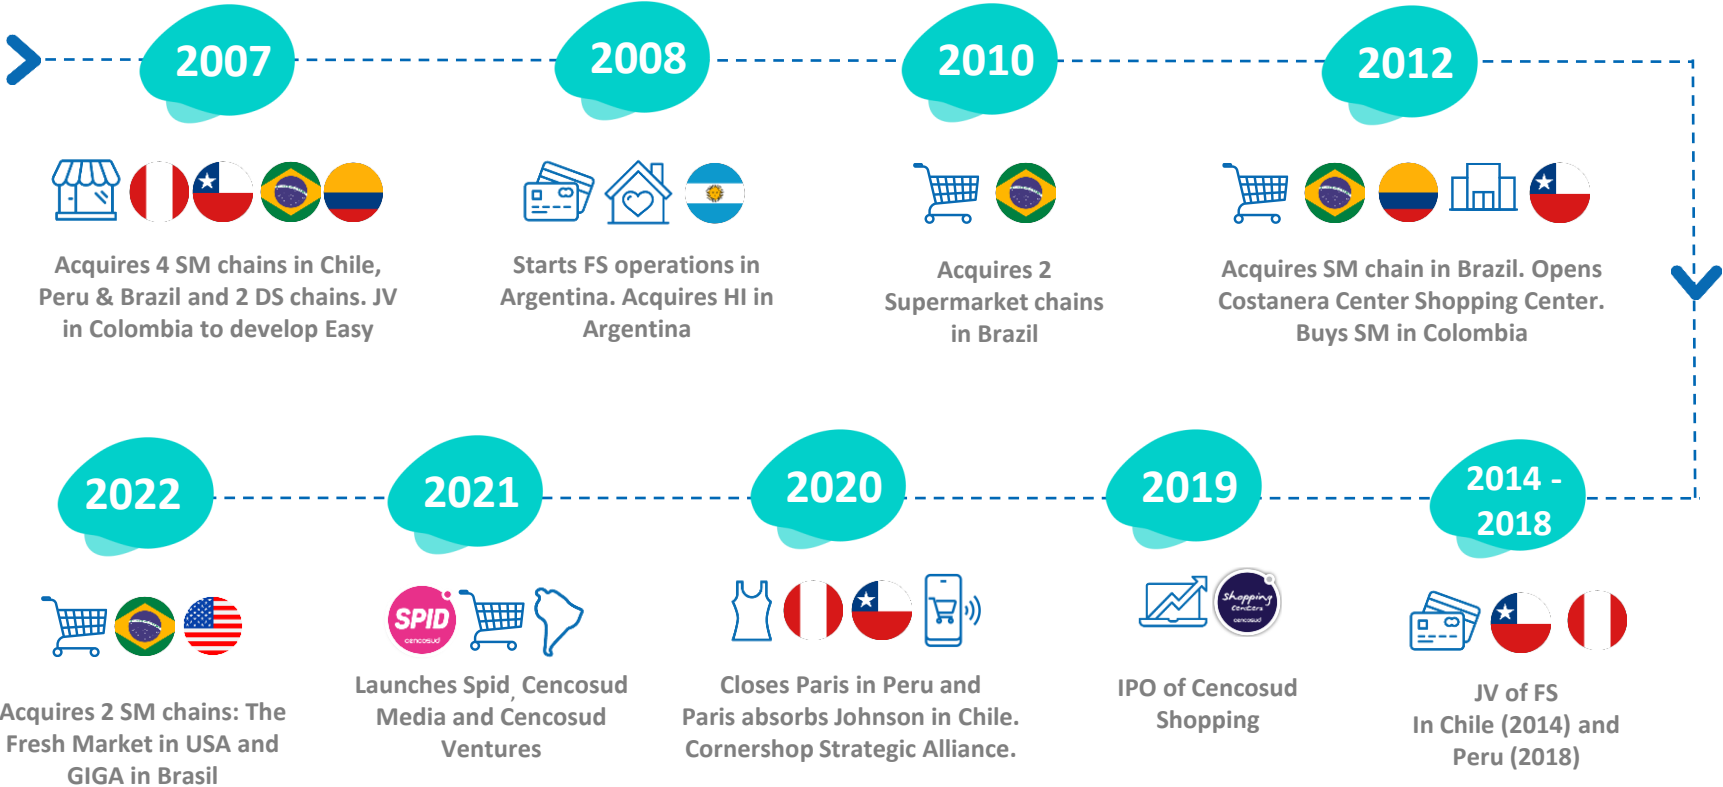 2007
2008
2010
2012
Acquires 4 SM chains in Chile,
Peru & Brazil and 2 DS chains. JV
in Colombia to develop Easy
Starts FS operations in
Argentina. Acquires HI in
Argentina
Acquires 2
Supermarket chains
in Brazil
Acquires SM chain in Brazil. Opens
Costanera Center Shopping Center.
Buys SM in Colombia
2022
2021
2020
2019
2014 -
2018
SPID
cencosud
Shopping
Centers
cencosud
Acquires 2 SM chains: The
Fresh Market in USA and
GIGA in Brasil
Launches Spid, Cencosud
Media and Cencosud
Ventures
Closes Paris in Peru and
Paris absorbs Johnson in Chile.
Cornershop Strategic Alliance.
IPO of Cencosud
Shopping
JV of FS
In Chile (2014) and
Peru (2018)